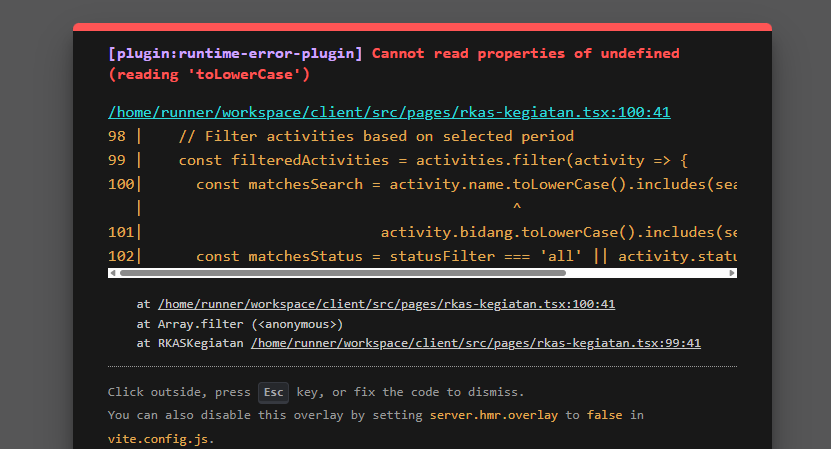 [plugin:runtime-error-plugin] Cannot read properties of undefined
(reading 'toLowerCase')
/home/runner/workspace/client/src/pages/rkas-kegiatan.tsx:100:41
98 |    // Filter activities based on selected period
99 |    const filteredActivities = activities.filter(activity => {
100|      const matchesSearch = activity.name.toLowerCase().includes(sea
|                                           ^
101|                           activity.bidang.toLowerCase().includes(se
102|      const matchesStatus = statusFilter === 'all' || activity.statu
at /home/runner/workspace/client/src/pages/rkas-kegiatan.tsx:100:41
at Array.filter (<anonymous>)
at RKASKegiatan /home/runner/workspace/client/src/pages/rkas-kegiatan.tsx:99:41
Click outside, press Esc key, or fix the code to dismiss.
You can also disable this overlay by setting server.hmr.overlay to false in
vite.config.js.